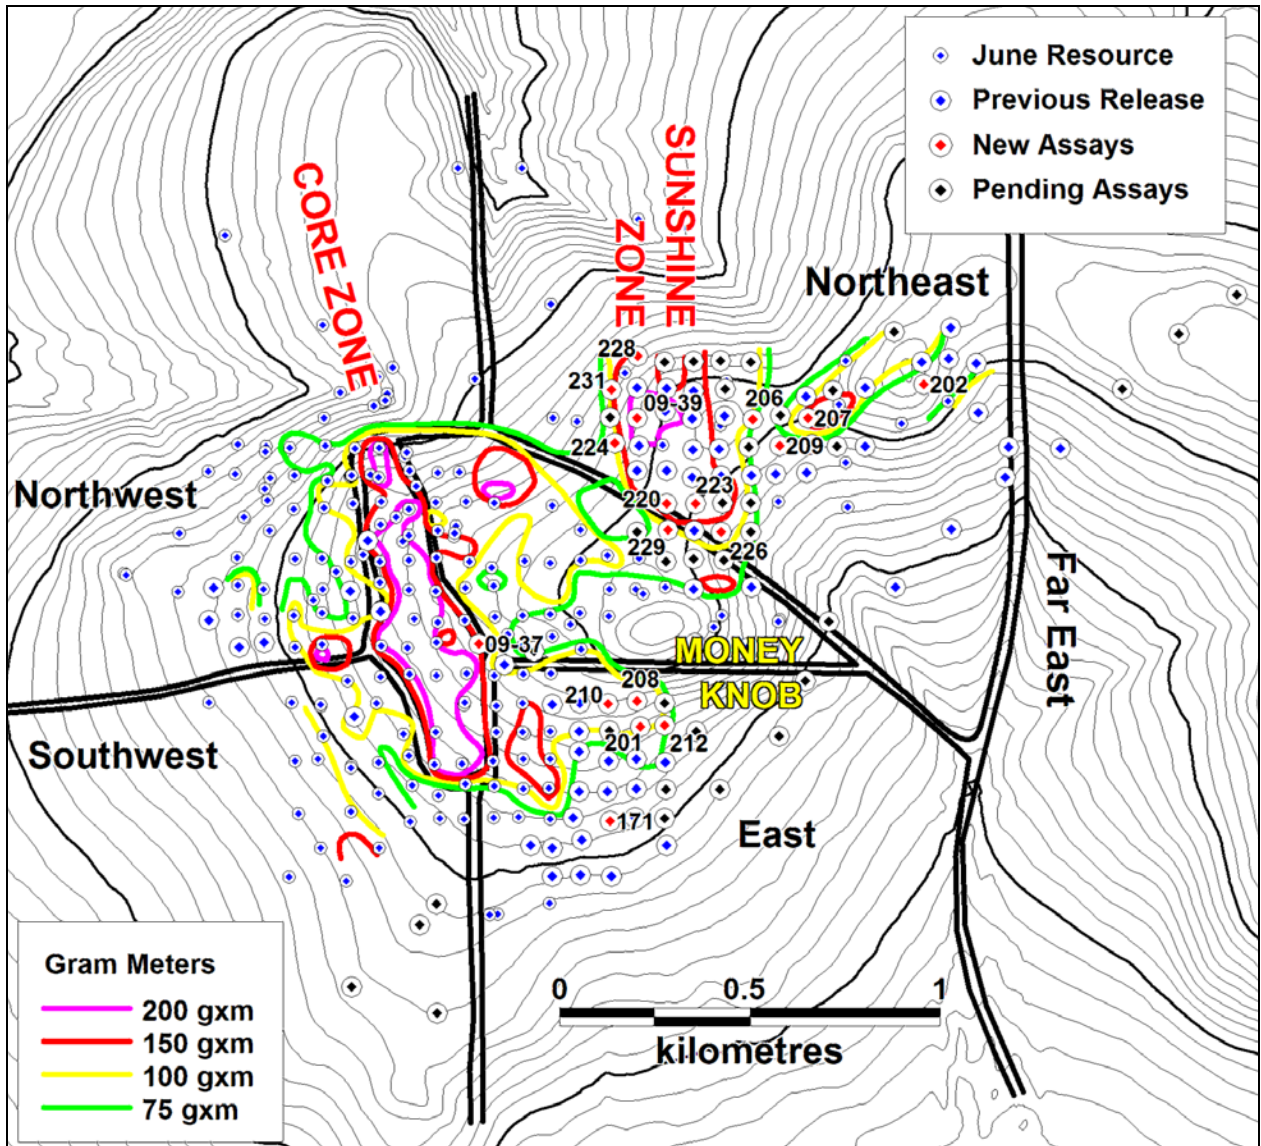 June Resource
Previous Release
New Assays
Pending Assays
CORE ZONE
SUNSHINE
ZONE
Northeast
228
231
09-39
206
202
207
224
209
Northwest
223
220
229
226
Far East
09-37
MONEY
KNOB
208
210
201
212
Southwest
171
East
Gram Meters
200 gxm
150 gxm
100 gxm
75 gxm
0 0.5 1
kilometres